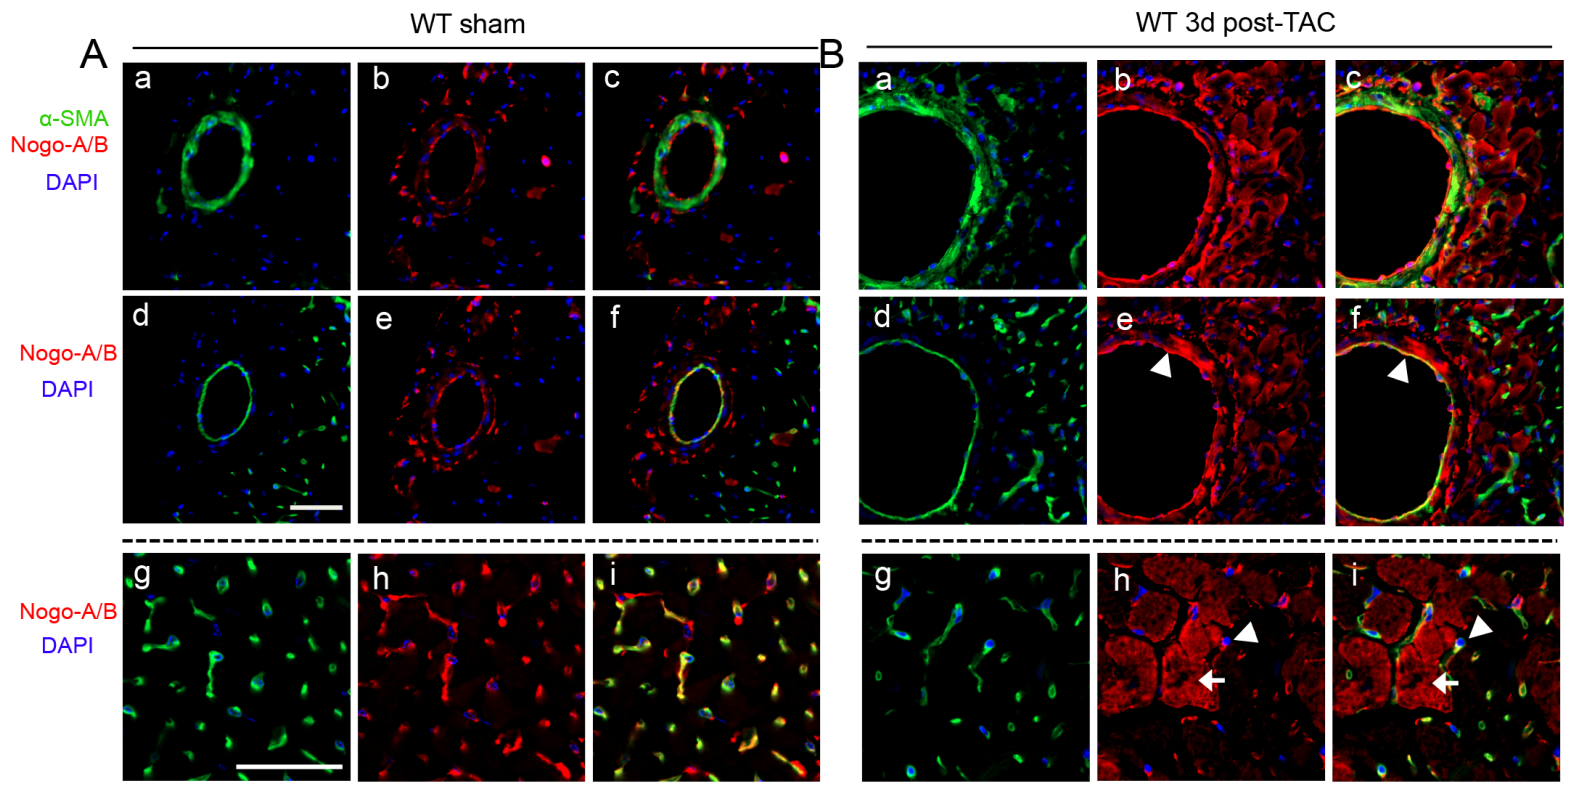 WT sham
WT 3d post-TAC
A
B
a
b
c
a
b
c
α-SMA
Nogo-A/B
DAPI
d
e
f
d
e
f
Nogo-A/B
DAPI
g
h
i
g
h
i
Nogo-A/B
DAPI